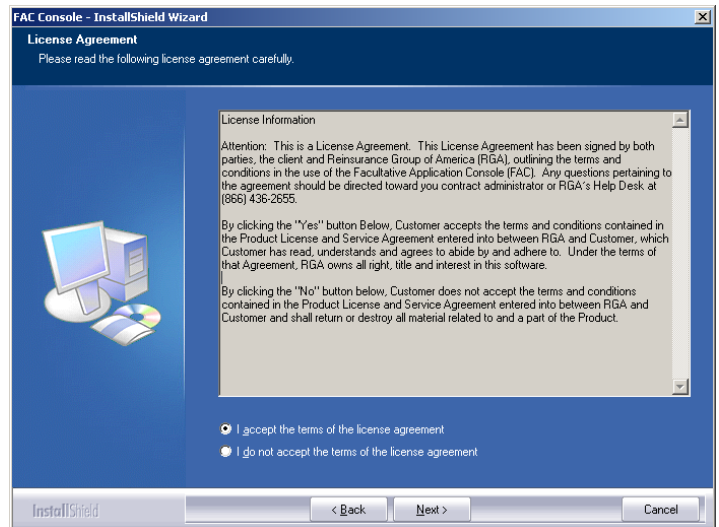 FAC Console - InstallShield Wizard
License Agreement
Please read the following license agreement carefully.
License Information
Attention: This is a License Agreement. This License Agreement has been signed by both
parties, the client and Reinsurance Group of America (RGA), outlining the terms and
conditions in the use of the Facultative Application Console (FAC). Any questions pertaining to
the agreement should be directed toward you contract administrator or RGA's Help Desk at
(866) 436-2655.
By clicking the "Yes" button Below, Customer accepts the terms and conditions contained in
the Product License and Service Agreement entered into between RGA and Customer, which
Customer has read, understands and agrees to abide by and adhere to. Under the terms of
that Agreement, RGA owns all right, title and interest in this software.
By clicking the "No" button below, Customer does not accept the terms and conditions
contained in the Product License and Service Agreement entered into between RGA and
Customer and shall return or destroy all material related to and a part of the Product.
I accept the terms of the license agreement
I do not accept the terms of the license agreement
InstallShield
< Back
Next >
Cancel